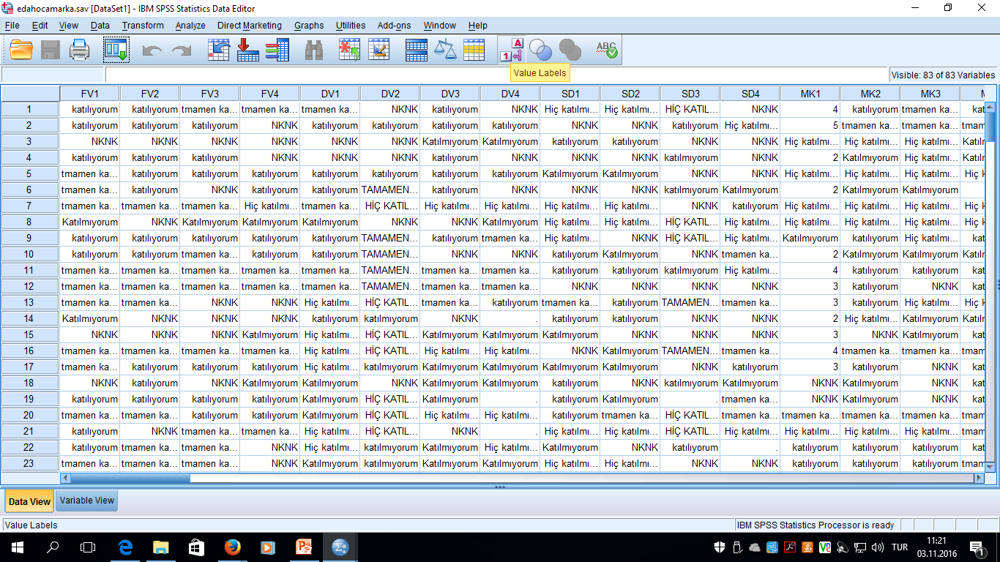 edahocamarka.sav [DataSet1] - IBM SPSS Statistics Data Editor
File Edit View Data Transform Analyze Direct Marketing Graphs Utilities Add-ons Window Help
Value Labels
Visible: 83 of 83 Variables
FV1 FV2 FV3 FV4 DV1 DV2 DV3 DV4 SD1 SD2 SD3 SD4 MK1 MK2 MK3 M
1 katılıyorum katılıyorum tmamen ka... tmamen ka... tmamen ka... NKNK katılıyorum NKNK Hiç katılmı... Hiç katılmı... HİÇ KATIL... NKNK 4 katılıyorum tmamen ka... kat
2 katılıyorum katılıyorum katılıyorum NKNK katılıyorum katılıyorum katılıyorum katılıyorum NKNK NKNK katılıyorum Hiç katılmı... 5 tmamen ka... tmamen ka... tmam
3 NKNK NKNK NKNK NKNK NKNK NKNK Katılmıyorum Katılmıyorum katılıyorum katılıyorum NKNK NKNK Hiç katılmı... Hiç katılmı... Hiç katılmı... Katılr
4 katılıyorum katılıyorum katılıyorum NKNK NKNK NKNK katılıyorum NKNK NKNK NKNK katılmıyorum NKNK 2 Katılmıyorum Hiç katılmı... Katılr
5 tmamen ka... katılıyorum katılıyorum katılıyorum katılıyorum katılıyorum katılıyorum katılıyorum Katılmıyorum Katılmıyorum NKNK NKNK Hiç katılmı... Hiç katılmı... Hiç katılmı... Hiç k
6 tmamen ka... katılıyorum NKNK katılıyorum katılıyorum TAMAMEN... katılıyorum NKNK NKNK NKNK katılmıyorum Katılmıyorum 2 Katılmıyorum Katılmıyorum
7 tmamen ka... tmamen ka... tmamen ka... Hiç katılmı... tmamen ka... HİÇ KATIL... Hiç katılmı... Hiç katılmı... Hiç katılmı... Hiç katılmı... NKNK katılıyorum Hiç katılmı... Hiç katılmı... Hiç katılmı... Hiç k
8 Katılmıyorum NKNK Katılmıyorum Katılmıyorum Katılmıyorum NKNK NKNK Katılmıyorum Hiç katılmı... Hiç katılmı... HİÇ KATIL... Hiç katılmı... Hiç katılmı... Hiç katılmı... Hiç katılmı... Hiç k
9 katılıyorum katılıyorum katılıyorum katılıyorum katılıyorum TAMAMEN... katılıyorum tmamen ka... Hiç katılmı... NKNK HİÇ KATIL... Hiç katılmı... Katılmıyorum katılıyorum Hiç katılmı... kat
10 katılıyorum katılıyorum tmamen ka... katılıyorum katılıyorum TAMAMEN... NKNK NKNK katılıyorum Katılmıyorum NKNK tmamen ka... 2 Katılmıyorum Katılmıyorum Katılr
11 tmamen ka... tmamen ka... tmamen ka... tmamen ka... tmamen ka... TAMAMEN... tmamen ka... tmamen ka... katılıyorum katılıyorum katılmıyorum Hiç katılmı... 4 katılıyorum Katılmıyorum kat
12 tmamen ka... tmamen ka... tmamen ka... tmamen ka... tmamen ka... TAMAMEN... tmamen ka... tmamen ka... NKNK NKNK NKNK NKNK 3 katılıyorum NKNK kat
13 tmamen ka... tmamen ka... NKNK NKNK Hiç katılmı... HİÇ KATIL... tmamen ka... katılıyorum tmamen ka... katılıyorum TAMAMEN... tmamen ka... 3 katılıyorum Hiç katılmı... Hiç k
14 Katılmıyorum NKNK NKNK NKNK katılıyorum katılmıyorum NKNK . katılıyorum katılıyorum NKNK NKNK 2 Hiç katılmı... Katılmıyorum Katılr
15 NKNK NKNK NKNK Katılmıyorum Hiç katılmı... HİÇ KATIL... Katılmıyorum Katılmıyorum Katılmıyorum NKNK NKNK NKNK 3 NKNK Katılmıyorum kat
16 tmamen ka... tmamen ka... tmamen ka... tmamen ka... Hiç katılmı... HİÇ KATIL... Hiç katılmı... Hiç katılmı... NKNK Katılmıyorum TAMAMEN... tmamen ka... 4 tmamen ka... tmamen ka... tmam
17 tmamen ka... katılıyorum katılıyorum katılıyorum Hiç katılmı... katılmıyorum Katılmıyorum Katılmıyorum Katılmıyorum Katılmıyorum NKNK katılıyorum 3 katılıyorum NKNK kat
18 NKNK katılıyorum NKNK Katılmıyorum Katılmıyorum NKNK Katılmıyorum Katılmıyorum katılıyorum NKNK katılmıyorum Katılmıyorum NKNK Katılmıyorum NKNK kat
19 katılıyorum katılıyorum katılıyorum katılıyorum Katılmıyorum HİÇ KATIL... Katılmıyorum . katılıyorum Katılmıyorum . tmamen ka... NKNK Katılmıyorum NKNK kat
20 tmamen ka... tmamen ka... katılıyorum katılıyorum Katılmıyorum HİÇ KATIL... Hiç katılmı... Hiç katılmı... katılıyorum tmamen ka... HİÇ KATIL... tmamen ka... tmamen ka... tmamen ka... tmamen ka... tmam
21 katılıyorum NKNK tmamen ka... tmamen ka... Hiç katılmı... HİÇ KATIL... NKNK . Hiç katılmı... Hiç katılmı... HİÇ KATIL... Hiç katılmı... Hiç katılmı... Hiç katılmı... Hiç katılmı... Hiç k
22 katılıyorum tmamen ka... tmamen ka... NKNK Hiç katılmı... katılmıyorum Katılmıyorum Hiç katılmı... Katılmıyorum NKNK katılıyorum . katılıyorum katılıyorum katılıyorum kat
23 tmamen ka... tmamen ka... tmamen ka... NKNK Katılmıyorum katılmıyorum Katılmıyorum Katılmıyorum Hiç katılmı... Hiç katılmı... NKNK NKNK katılıyorum katılıyorum katılıyorum tmam
Data View Variable View
Value Labels IBM SPSS Statistics Processor is ready
TUR 11:21
03.11.2016
1